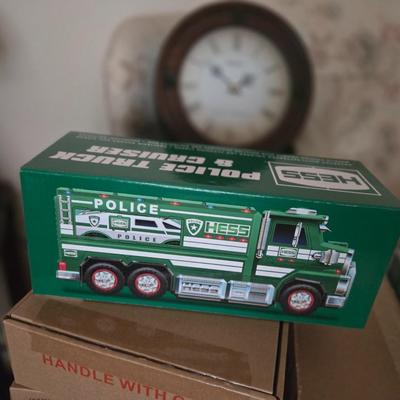 HESS
POLICE TRUCK
& CRUISER
POLICE
HESS
POLICE
HESS
HANDLE WITH